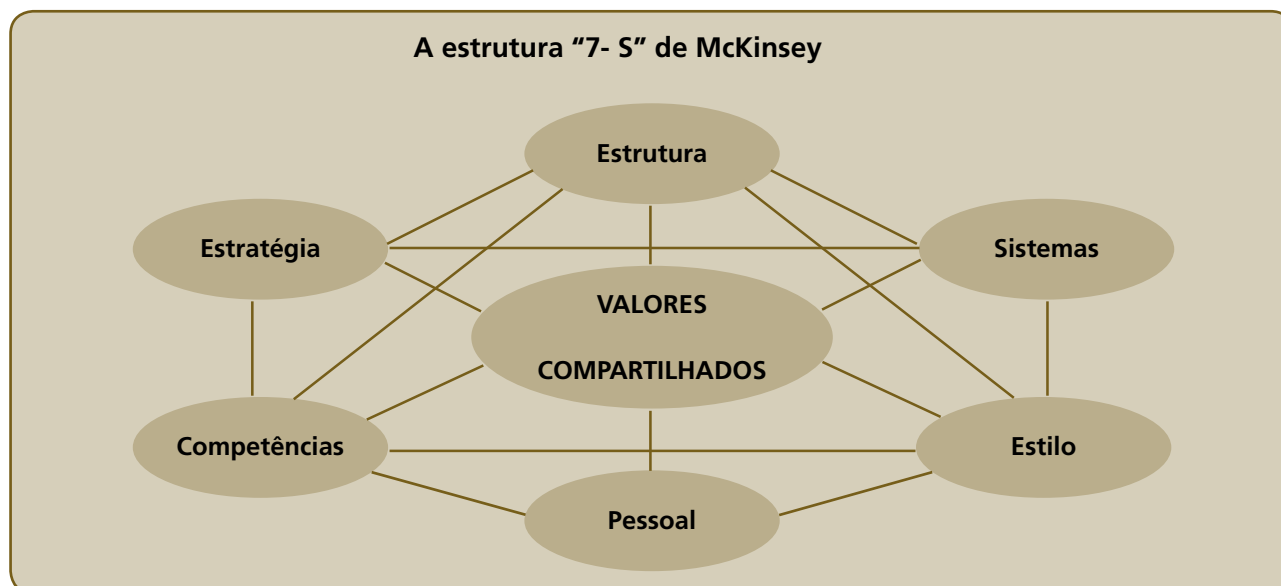 A estrutura “7- S” de McKinsey
Estrutura
Estratégia
Sistemas
VALORES
COMPARTILHADOS
Competências
Estilo
Pessoal